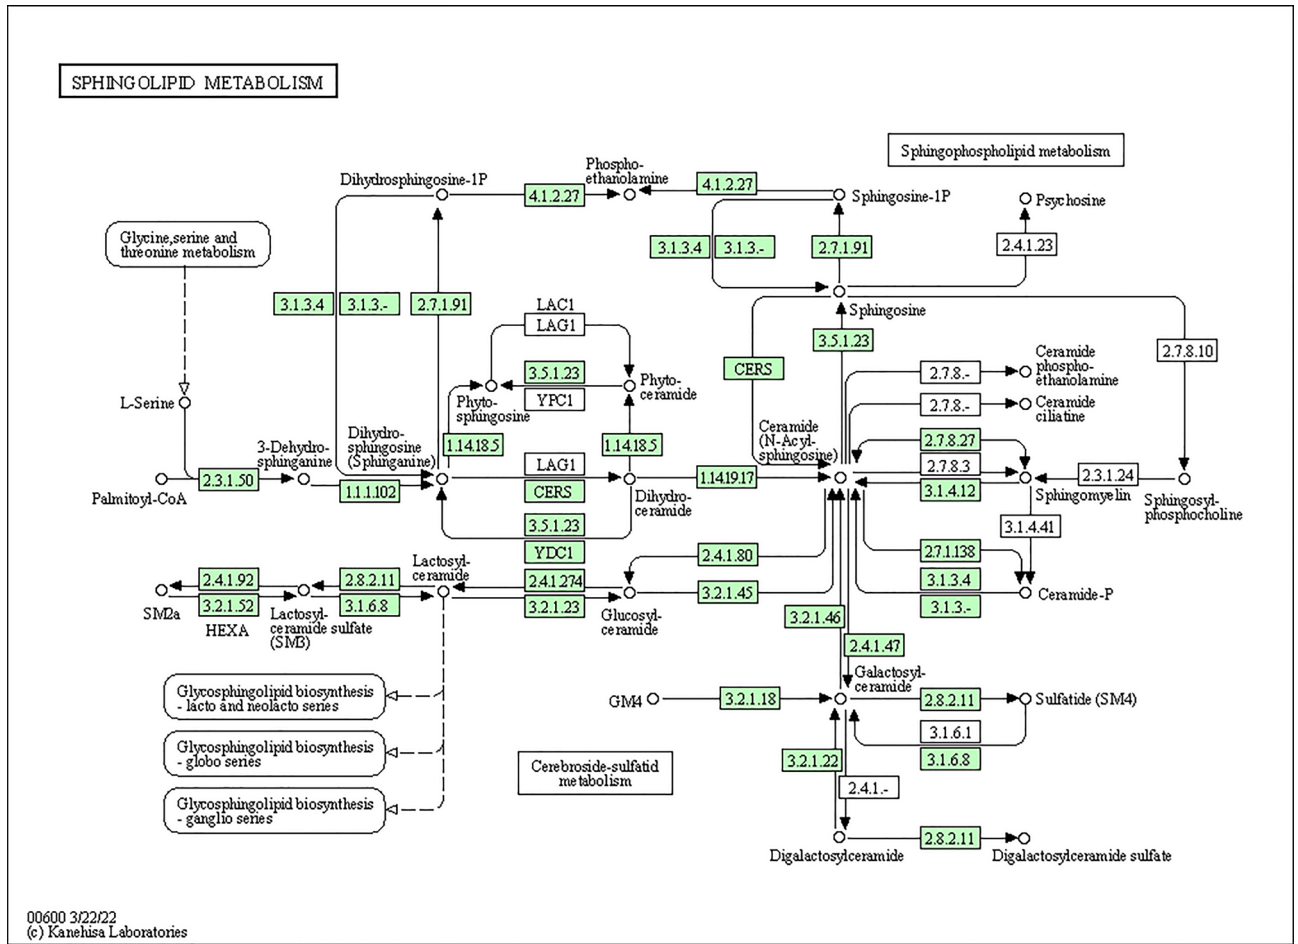 SPHINGOLIPID METABOLISM
Sphingophospholipid metabolism
Phospho-
ethanolamine
Dihydrosphingosine-1P
4.1.2.27
4.1.2.27
Sphingosine-1P
Psychosine
Glycine,serine and
threonine metabolism
3.1.3.4
3.1.3.-
2.7.1.91
2.4.1.23
3.1.3.4
3.1.3.-
2.7.1.91
LAC1
LAG1
Sphingosine
3.5.1.23
2.7.8.10
CERS
3.5.1.23
YPC1
Phyto-
sphingosine
Phyto-
ceramide
2.7.8.-
Ceramide
phospho-
ethanolamine
2.7.8.-
Ceramide
ciliatine
L-Serine
3-Dehydro-
sphinganine
Dihydro-
sphingosine
(Sphinganine)
1.14.18.5
1.14.18.5
Ceramide
(N-Acyl-
sphingosine)
2.7.8.27
LAG1
2.7.8.3
2.3.1.50
1.1.1.102
CERS
1.14.19.17
3.1.4.12
2.3.1.24
Palmitoyl-CoA
Dihydro-
ceramide
Sphingomyelin
Sphingosyl-
phosphocholine
3.5.1.23
YDC1
3.1.4.41
2.4.1.80
2.7.1.138
Lactosyl-
ceramide
2.4.1.92
2.8.2.11
2.4.1.274
3.1.3.4
3.2.1.52
3.1.6.8
3.2.1.23
3.2.1.45
3.1.3.-
Ceramide-P
SM2a
HEXA
Lactosyl-
ceramide sulfate
(SM3)
Glucosyl-
ceramide
3.2.1.46
2.4.1.47
Galactosyl-
ceramide
Glycosphingolipid biosynthesis
- lacto and neolacto series
GM4
3.2.1.18
2.8.2.11
Sulfatide (SM4)
3.1.6.1
3.1.6.8
Glycosphingolipid biosynthesis
- globo series
Cerebroside-sulfatid
metabolism
3.2.1.22
2.4.1.-
Glycosphingolipid biosynthesis
- ganglio series
2.8.2.11
Digalactosylceramide
Digalactosylceramide sulfate
00600 3/22/22
(c) Kanehisa Laboratories